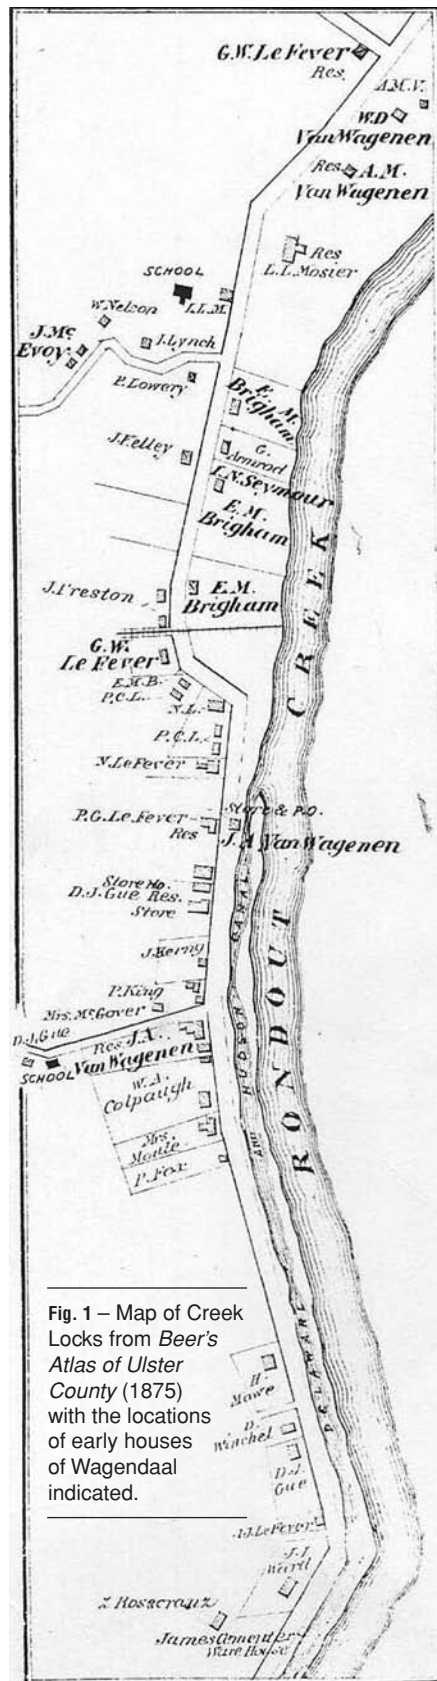 G.W. Le Fever
Res.
A.M.V.
W.D
Van Wagenen
Res. A.M.
Van Wagenen
Res
L.L. Mosier
SCHOOL
L.L.M.
W. Nelson
J. Mc
Evoy
J. Lynch
P. Lowery
E. M.
Brigham
J. Felley
G.
Armrod
I.N. Seymour
E. M.
Brigham
CREEK
J. Preston
E. M.
Brigham
G.W.
Le Fever
E.M.B.
P.C.L.
N.L.
P.C.L.
N. Le Fever
Store & P.O.
P.G. Le Fever
Res
J.A. Van Wagenen
Store Ho.
D.J. Gue Res.
Store
J. Kerny
P. King
Mrs. McGover
D.J. Gue
SCHOOL
Res. J.A.
Van Wagenen
W. A.
Colpaugh
Mrs.
P. Fox
RONDOUT
DELAWARE AND HUDSON CANAL
Fig. 1 – Map of Creek
Locks from Beer's
Atlas of Ulster
County (1875)
with the locations
of early houses
of Wagendaal
indicated.
H.
Mowe
D.
Winchel
D.J.
Gue
A.J. Le Fever
J.J.
Ward
Z Rosecranz
James Cementer
Ware House